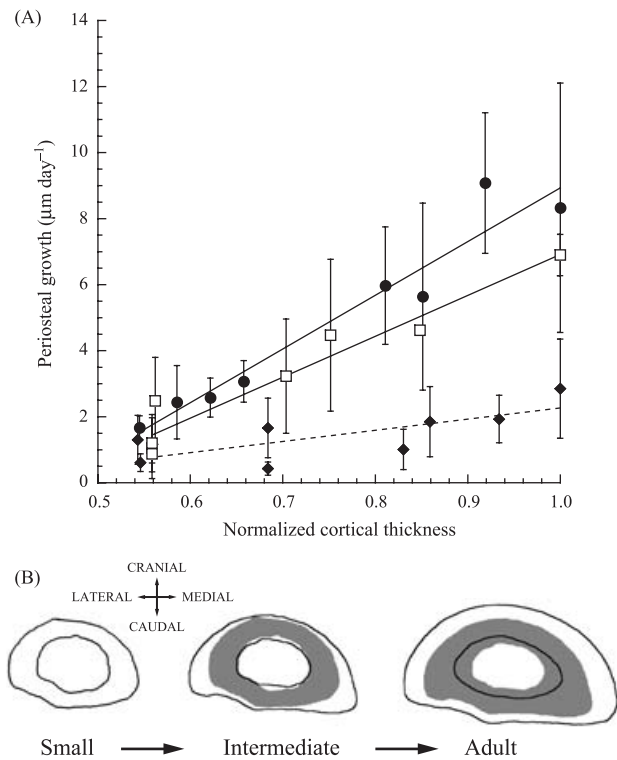 (A)
14
12
10
8
6
4
2
0
Periosteal growth (μm day⁻¹)
0.5 0.6 0.7 0.8 0.9 1.0
Normalized cortical thickness
(B)
CRANIAL
LATERAL MEDIAL
CAUDAL
Small Intermediate Adult